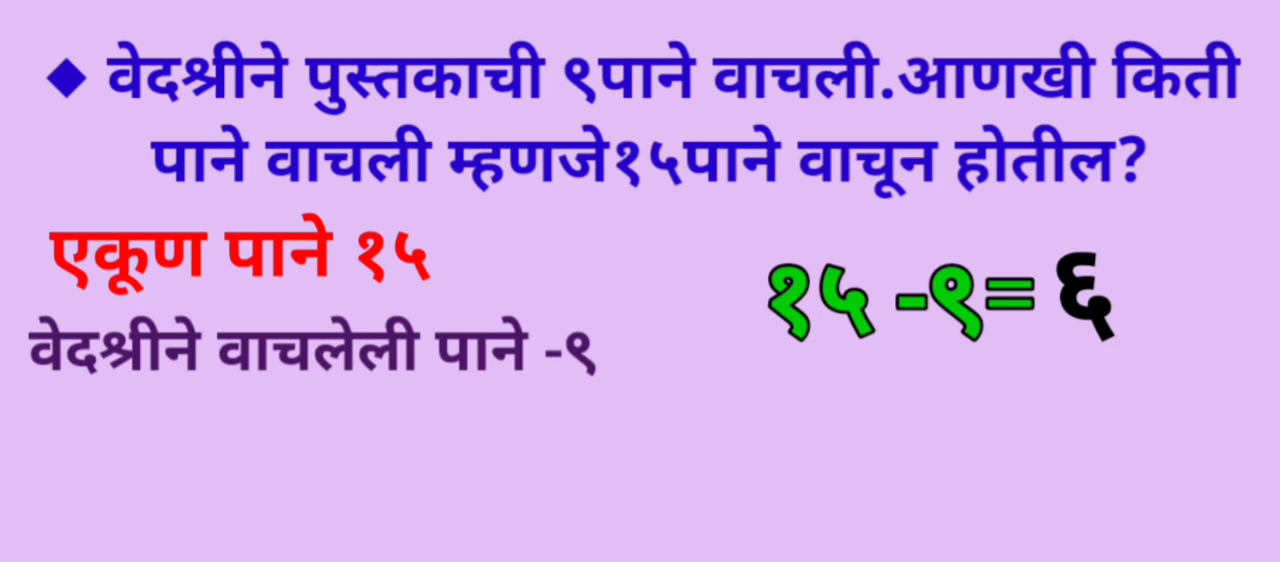 ◆ वेदश्रीने पुस्तकाची ९पाने वाचली.आणखी किती
पाने वाचली म्हणजे१५पाने वाचून होतील?
एकूण पाने १५
१५ -९= ६
वेदश्रीने वाचलेली पाने -९